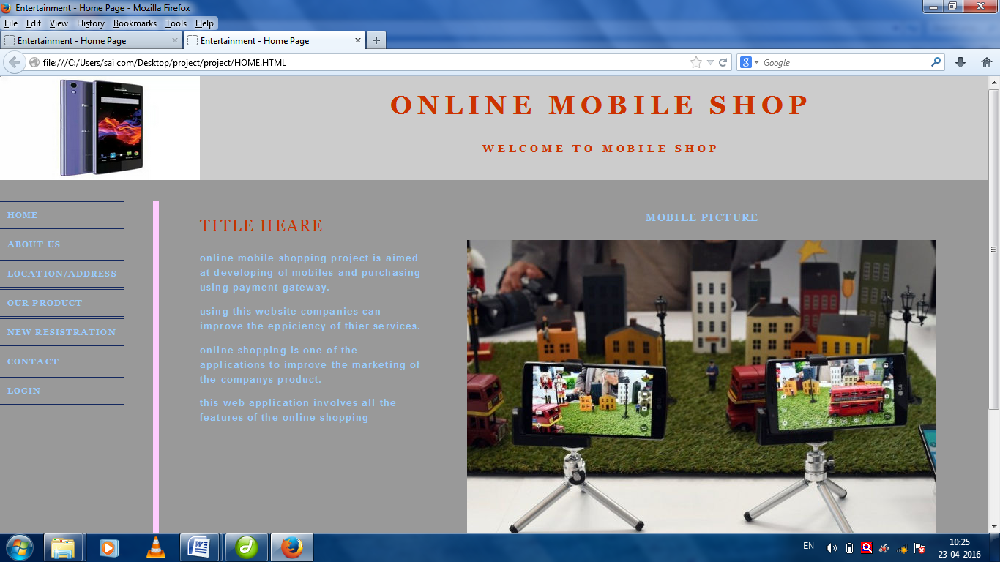 Entertainment - Home Page - Mozilla Firefox
File Edit View History Bookmarks Tools Help
Entertainment - Home Page
Entertainment - Home Page
file:///C:/Users/sai com/Desktop/project/project/HOME.HTML
Google
ONLINE MOBILE SHOP
WELCOME TO MOBILE SHOP
HOME
ABOUT US
LOCATION/ADDRESS
OUR PRODUCT
NEW RESISTRATION
CONTACT
LOGIN
TITLE HEARE
online mobile shopping project is aimed
at developing of mobiles and purchasing
using payment gateway.
using this website companies can
improve the eppiciency of thier services.
online shopping is one of the
applications to improve the marketing of
the companys product.
this web application involves all the
features of the online shopping
MOBILE PICTURE
LG
LG
EN
10:25
23-04-2016